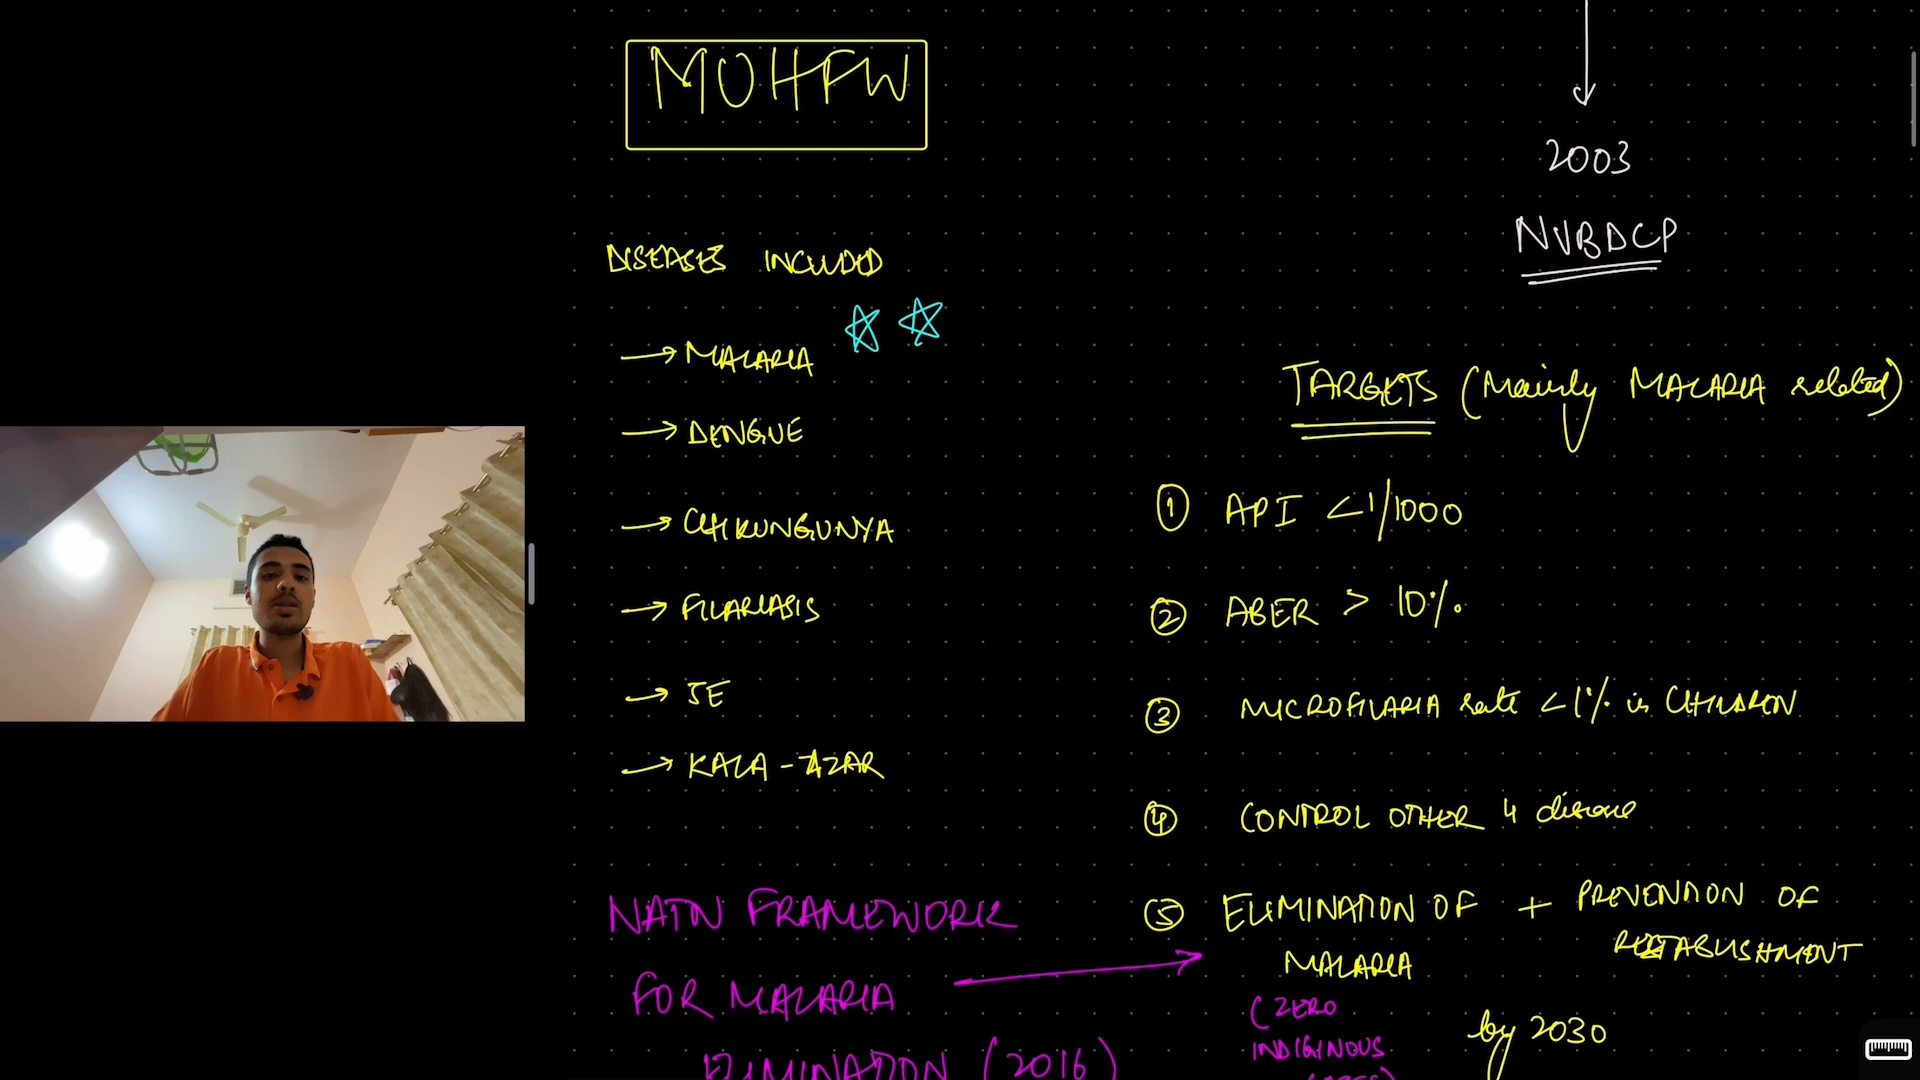 MOHFW
DISEASES INCLUDED
→ MALARIA
→ DENGUE
→ CHIKUNGUNYA
→ FILARIASIS
→ JE
→ KALA-AZAR
NATN FRAMEWORK
FOR MALARIA
ELIMINATION (2016)
2003
NVBDCP
TARGETS (Mainly MALARIA related)
① API <1/1000
② ABER > 10%
③ MICROFILARIA rate <1% in CHILDREN
④ CONTROL OTHER 4 disease
⑤ ELIMINATION OF + PREVENTION OF
MALARIA REESTABLISHMENT
(ZERO
INDIGINOUS
by 2030